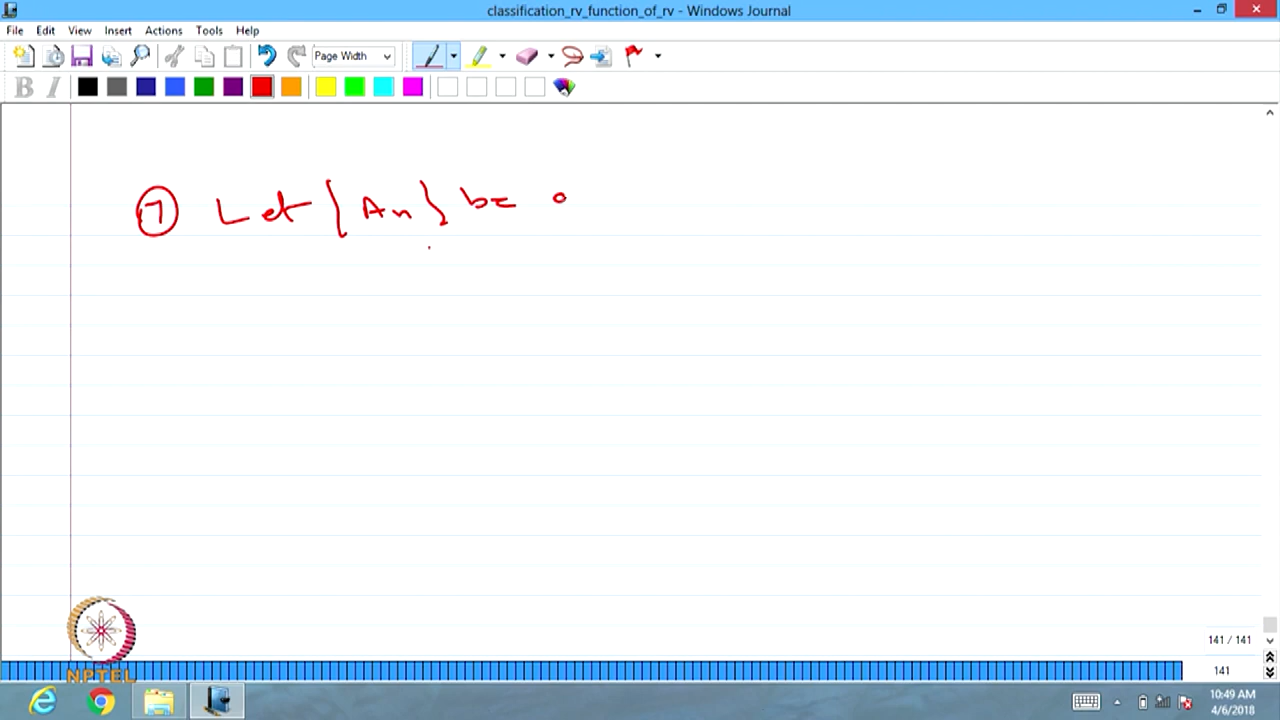 classification_rv_function_of_rv - Windows Journal
File Edit View Insert Actions Tools Help
Page Width
B I
⑦ Let {An} be a
141 / 141
141
NPTEL
10:49 AM
4/6/2018